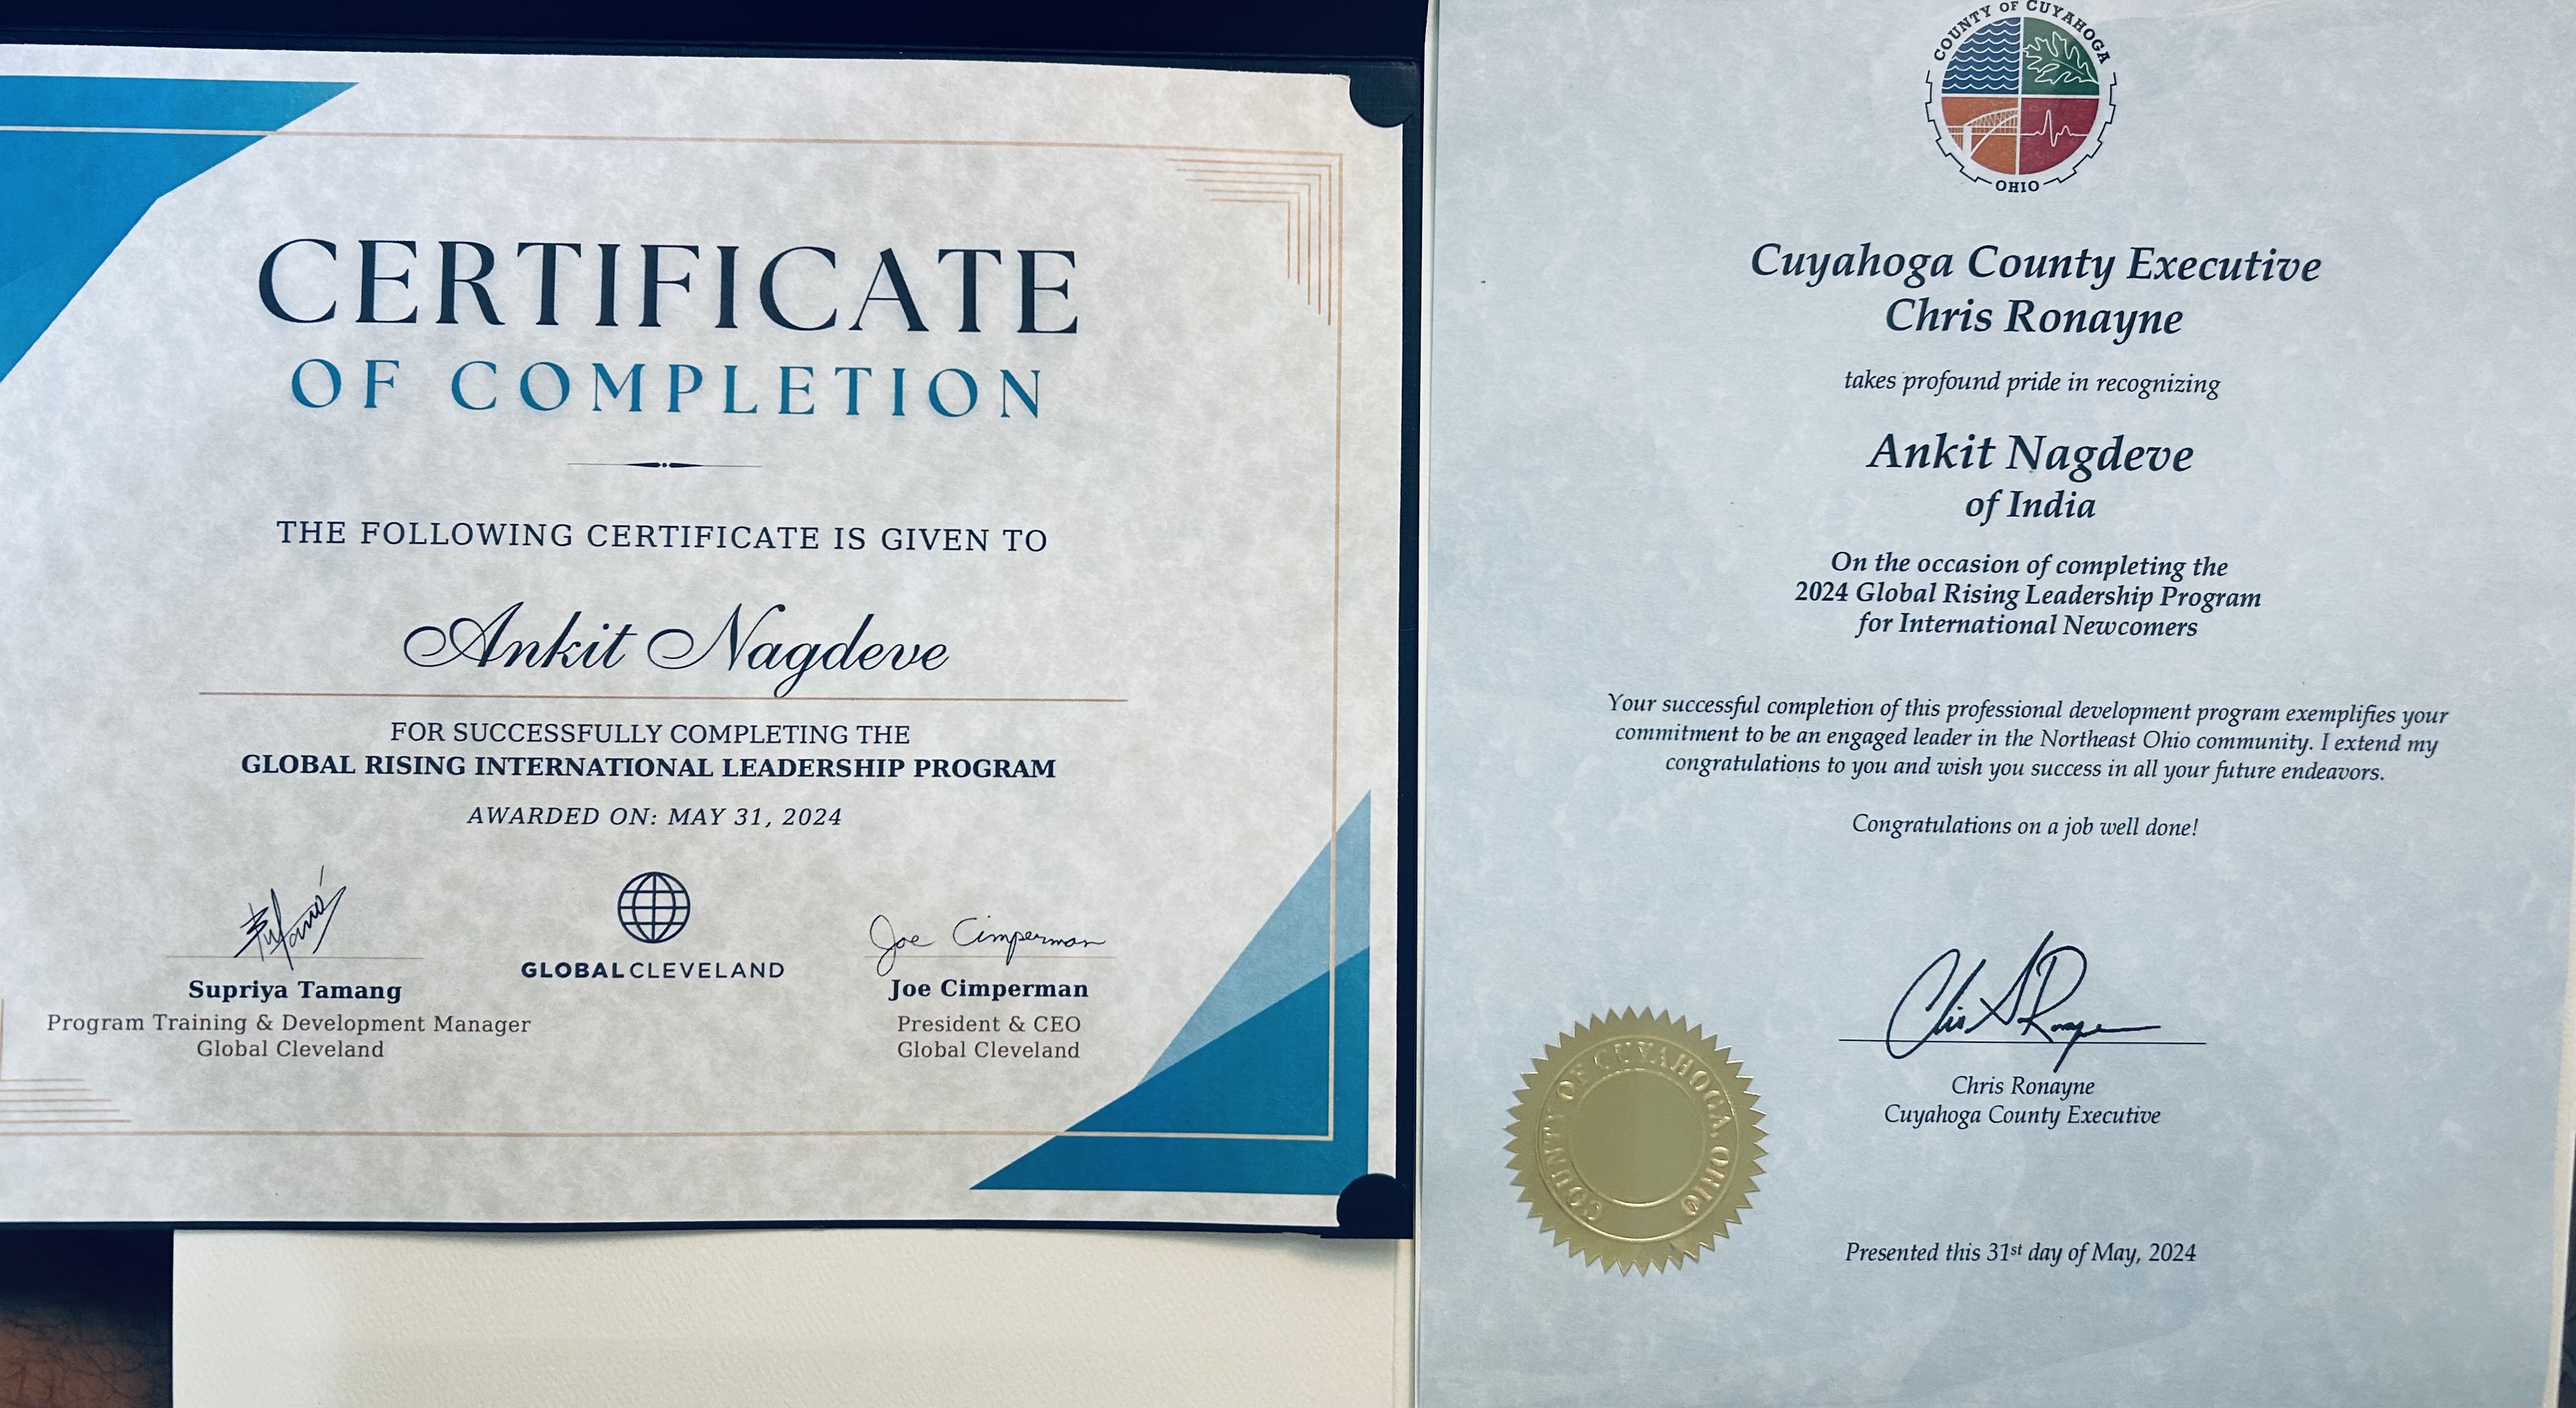 CERTIFICATE
OF COMPLETION
THE FOLLOWING CERTIFICATE IS GIVEN TO
Ankit Nagdeve
FOR SUCCESSFULLY COMPLETING THE
GLOBAL RISING INTERNATIONAL LEADERSHIP PROGRAM
AWARDED ON: MAY 31, 2024
GLOBALCLEVELAND
Supriya Tamang
Program Training & Development Manager
Global Cleveland
Joe Cimperman
Joe Cimperman
President & CEO
Global Cleveland
COUNTY OF CUYAHOGA
OHIO
Cuyahoga County Executive
Chris Ronayne
takes profound pride in recognizing
Ankit Nagdeve
of India
On the occasion of completing the
2024 Global Rising Leadership Program
for International Newcomers
Your successful completion of this professional development program exemplifies your
commitment to be an engaged leader in the Northeast Ohio community. I extend my
congratulations to you and wish you success in all your future endeavors.
Congratulations on a job well done!
Chris Ronayne
Cuyahoga County Executive
COUNTY OF CUYAHOGA, OHIO
Presented this 31st day of May, 2024